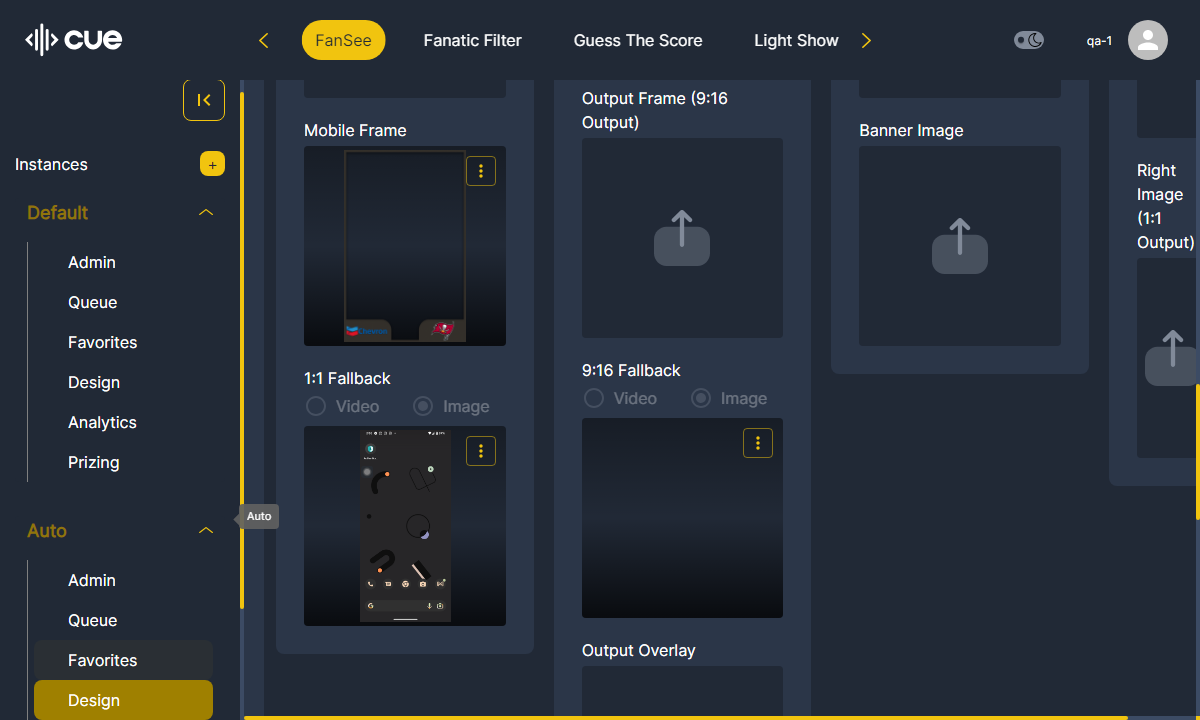 cue
FanSee
Fanatic Filter
Guess The Score
Light Show
qa-1
Instances
+
Default
Admin
Queue
Favorites
Design
Analytics
Prizing
Auto
Admin
Queue
Favorites
Design
Auto
Mobile Frame
1:1 Fallback
Video
Image
Output Frame (9:16
Output)
9:16 Fallback
Video
Image
Output Overlay
Banner Image
Right
Image
(1:1
Output)